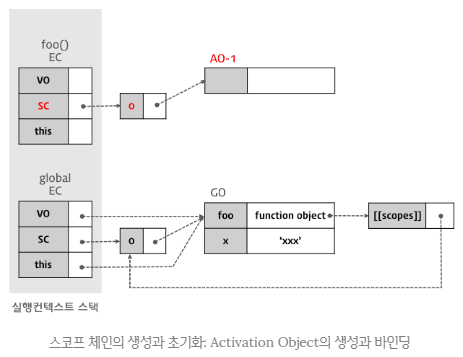 foo()
EC
VO
SC
this
o
AO-1
global
EC
VO
SC
this
o
GO
foo function object
x 'xxx'
[[scopes]]
실행컨텍스트 스택
스코프 체인의 생성과 초기화: Activation Object의 생성과 바인딩